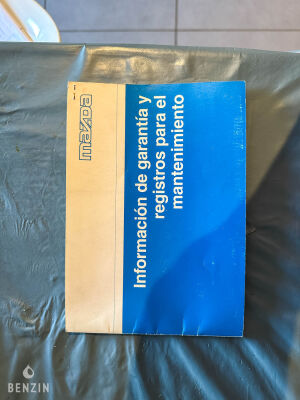 mazda
Información de garantía y
registros para el
mantenimiento
BENZIN